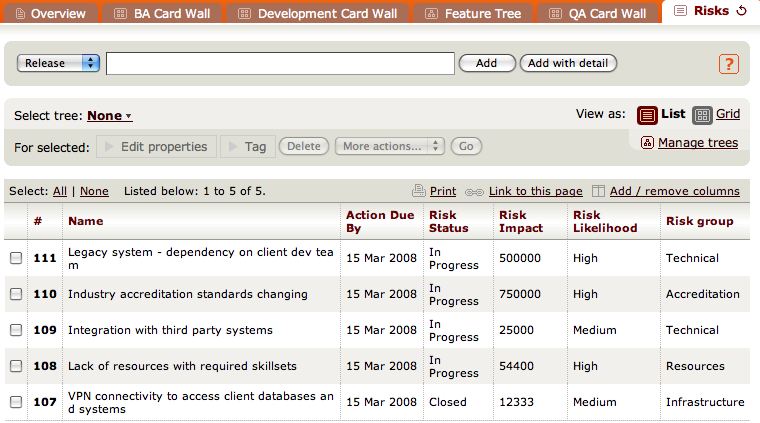 Overview BA Card Wall Development Card Wall Feature Tree QA Card Wall Risks
Release Add Add with detail ?
Select tree: None View as: List Grid
Manage trees
For selected: Edit properties Tag Delete More actions... Go
Select: All | None Listed below: 1 to 5 of 5. Print Link to this page Add / remove columns
# Name Action Due By Risk Status Risk Impact Risk Likelihood Risk group
111 Legacy system - dependency on client dev tea
m 15 Mar 2008 In Progress 500000 High Technical
110 Industry accreditation standards changing 15 Mar 2008 In Progress 750000 High Accreditation
109 Integration with third party systems 15 Mar 2008 In Progress 25000 Medium Technical
108 Lack of resources with required skillsets 15 Mar 2008 In Progress 54400 High Resources
107 VPN connectivity to access client databases an
d systems 15 Mar 2008 Closed 12333 Medium Infrastructure